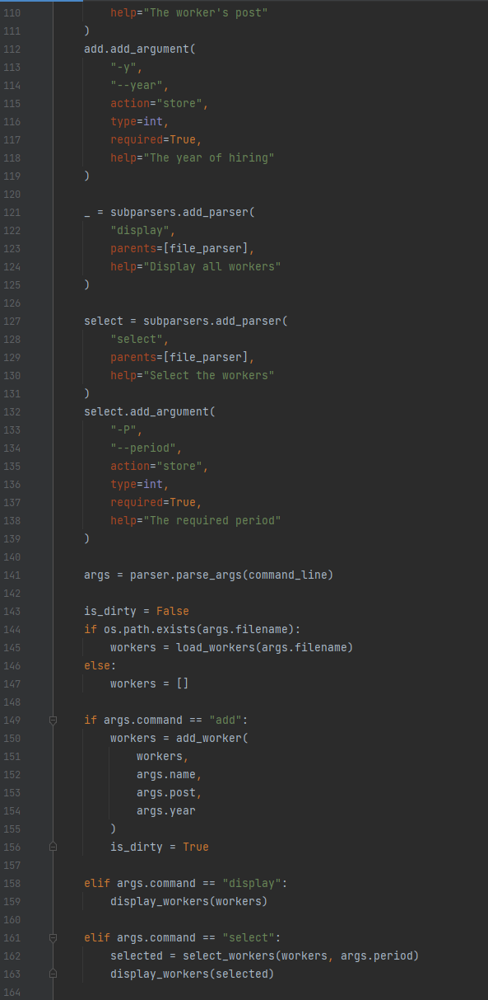 110 help="The worker's post"
111 )
112 add.add_argument(
113 "-y",
114 "--year",
115 action="store",
116 type=int,
117 required=True,
118 help="The year of hiring"
119 )
120
121 _ = subparsers.add_parser(
122 "display",
123 parents=[file_parser],
124 help="Display all workers"
125 )
126
127 select = subparsers.add_parser(
128 "select",
129 parents=[file_parser],
130 help="Select the workers"
131 )
132 select.add_argument(
133 "-P",
134 "--period",
135 action="store",
136 type=int,
137 required=True,
138 help="The required period"
139 )
140
141 args = parser.parse_args(command_line)
142
143 is_dirty = False
144 if os.path.exists(args.filename):
145 workers = load_workers(args.filename)
146 else:
147 workers = []
148
149 if args.command == "add":
150 workers = add_worker(
151 workers,
152 args.name,
153 args.post,
154 args.year
155 )
156 is_dirty = True
157
158 elif args.command == "display":
159 display_workers(workers)
160
161 elif args.command == "select":
162 selected = select_workers(workers, args.period)
163 display_workers(selected)
164